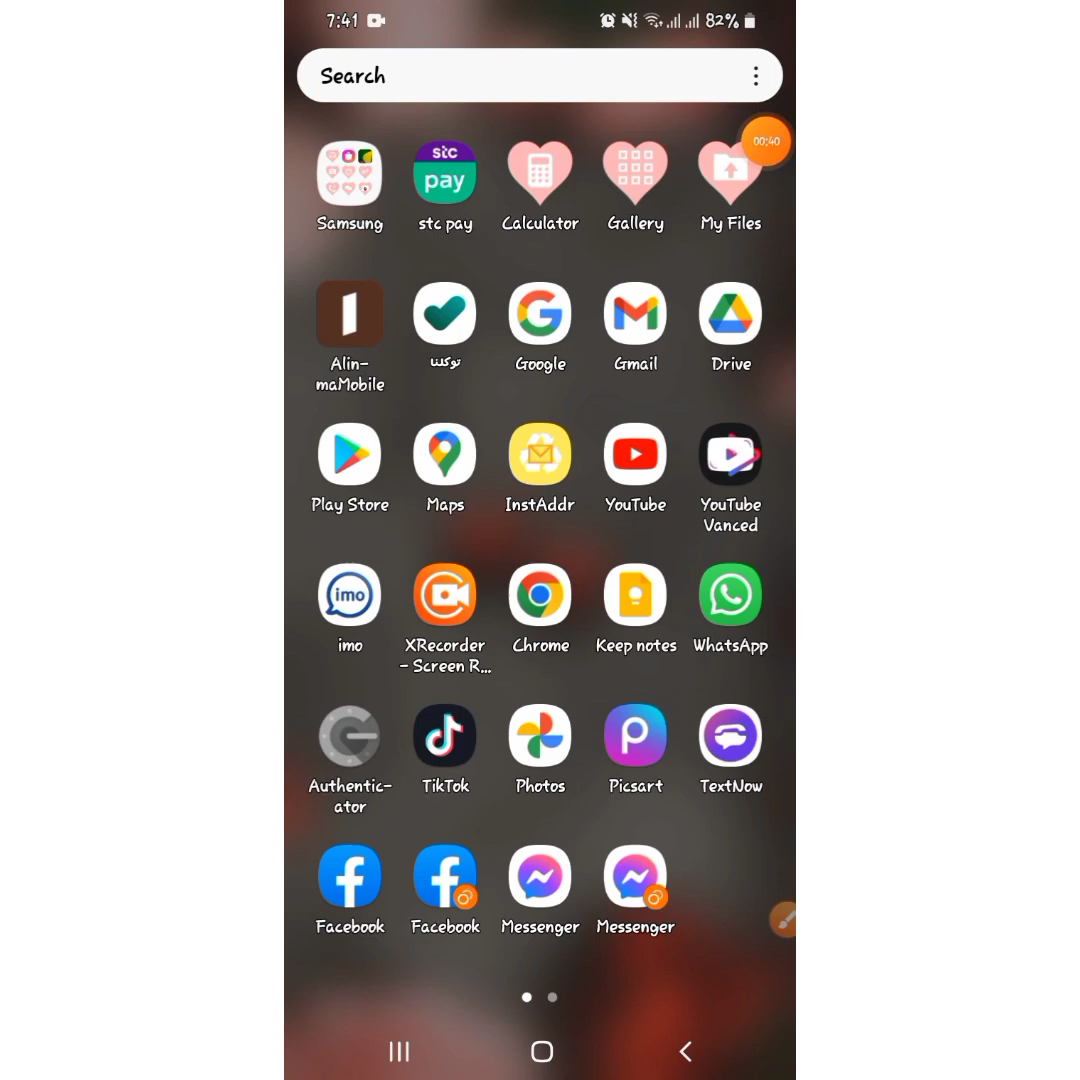 7:41 82%
Search
00:40
stc
pay
Samsung stc pay Calculator Gallery My Files
Alin-
maMobile توكلنا Google Gmail Drive
Play Store Maps InstAddr YouTube YouTube
Vanced
imo
imo XRecorder
- Screen R... Chrome Keep notes WhatsApp
Authentic-
ator TikTok Photos Picsart TextNow
Facebook Facebook Messenger Messenger